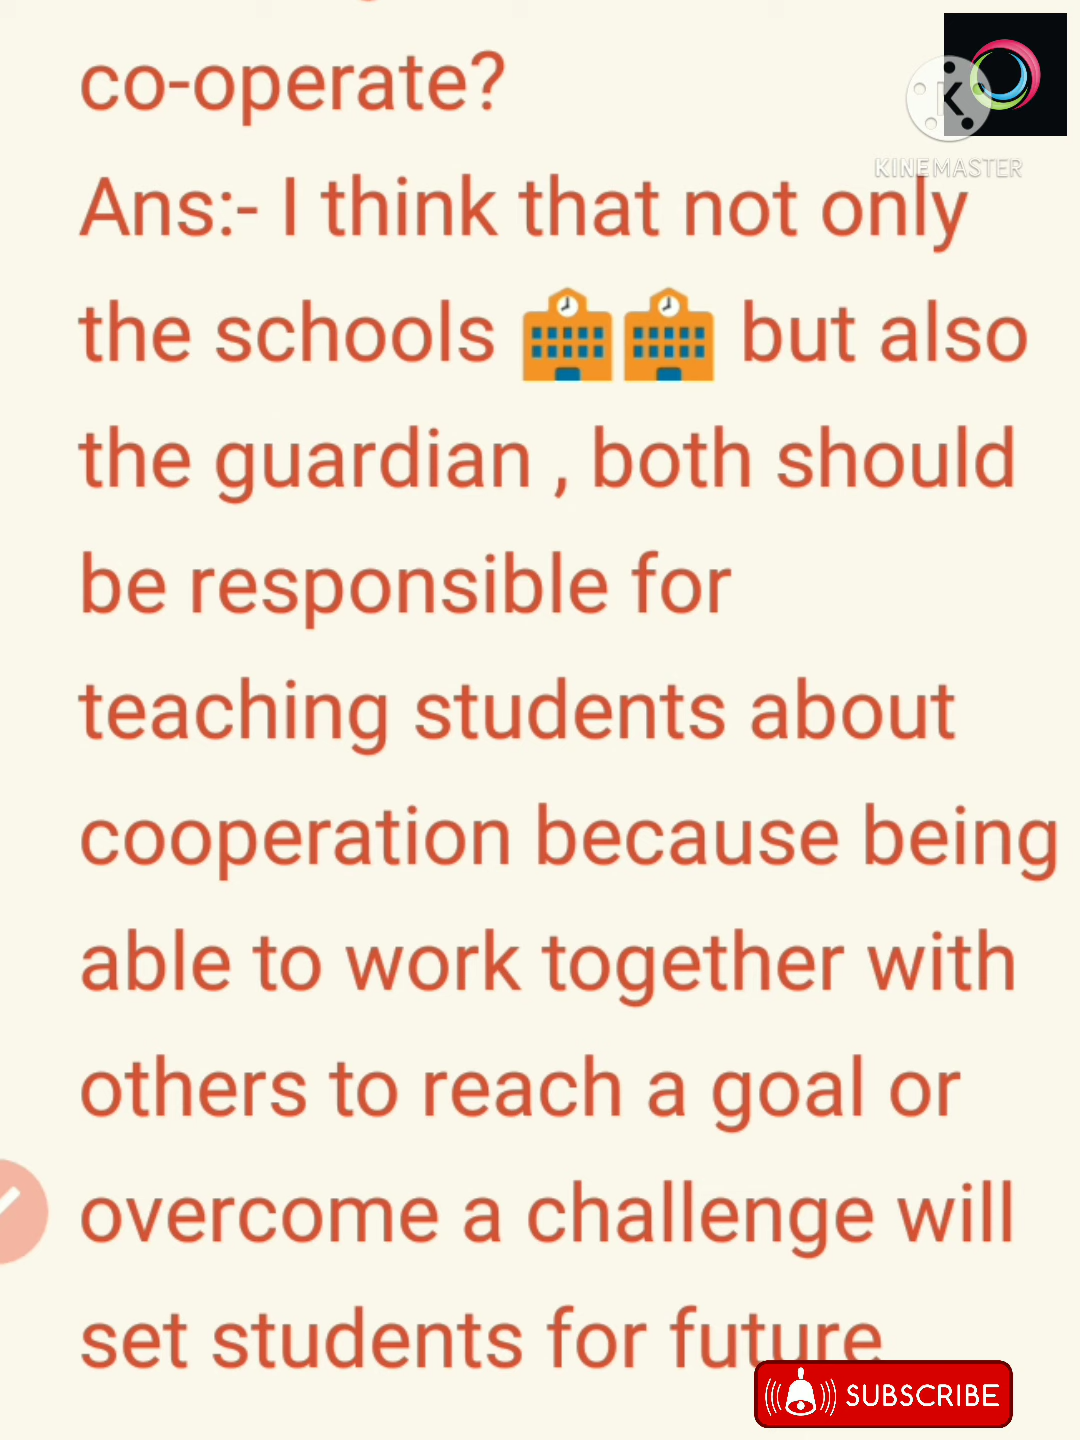 co-operate?
KINEMASTER
Ans:- I think that not only
the schools 🏫🏫 but also
the guardian , both should
be responsible for
teaching students about
cooperation because being
able to work together with
others to reach a goal or
overcome a challenge will
set students for future
SUBSCRIBE